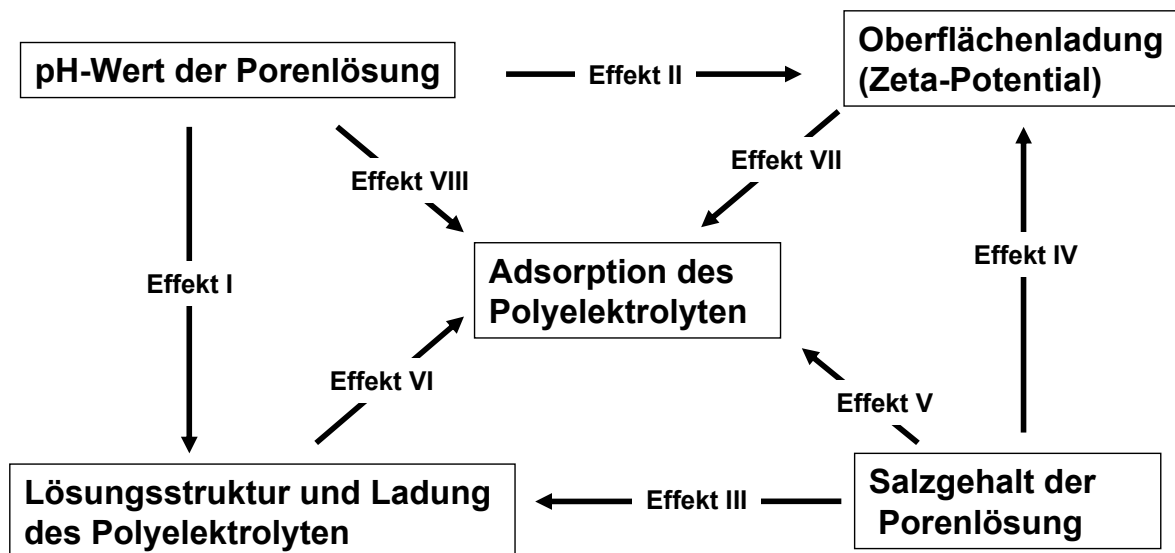 pH-Wert der Porenlösung
Effekt II
Oberflächenladung
(Zeta-Potential)
Effekt VIII
Effekt VII
Effekt I
Adsorption des
Polyelektrolyten
Effekt IV
Effekt VI
Effekt V
Lösungsstruktur und Ladung
des Polyelektrolyten
Effekt III
Salzgehalt der
Porenlösung